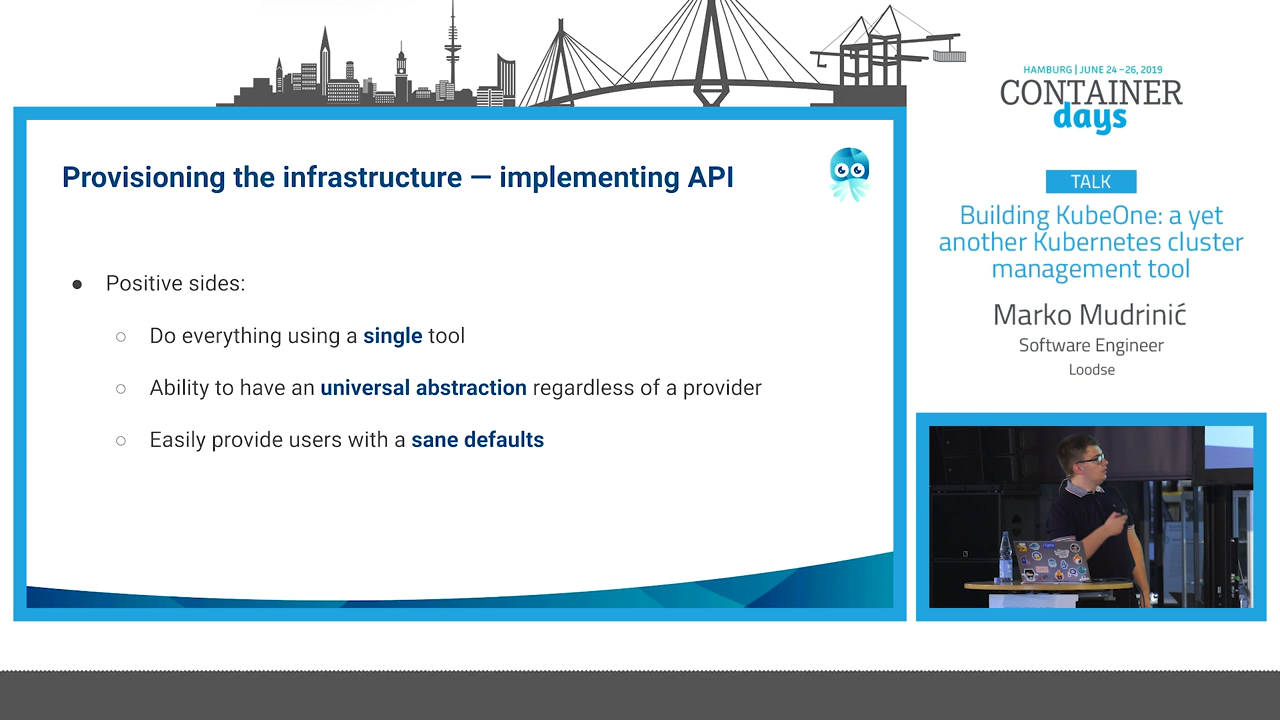 Provisioning the infrastructure — implementing API
● Positive sides:
○ Do everything using a single tool
○ Ability to have an universal abstraction regardless of a provider
○ Easily provide users with a sane defaults
HAMBURG | JUNE 24 – 26, 2019
CONTAINER
days
TALK
Building KubeOne: a yet
another Kubernetes cluster
management tool
Marko Mudrinić
Software Engineer
Loodse